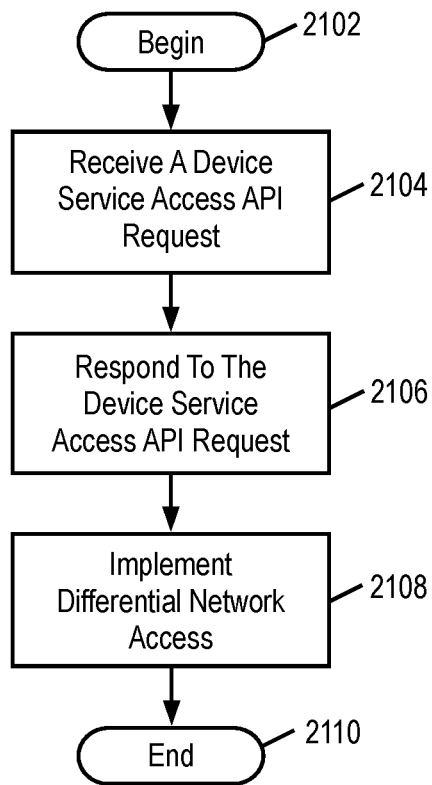 Begin
2102
Receive A Device
Service Access API
Request
2104
Respond To The
Device Service
Access API Request
2106
Implement
Differential Network
Access
2108
End
2110